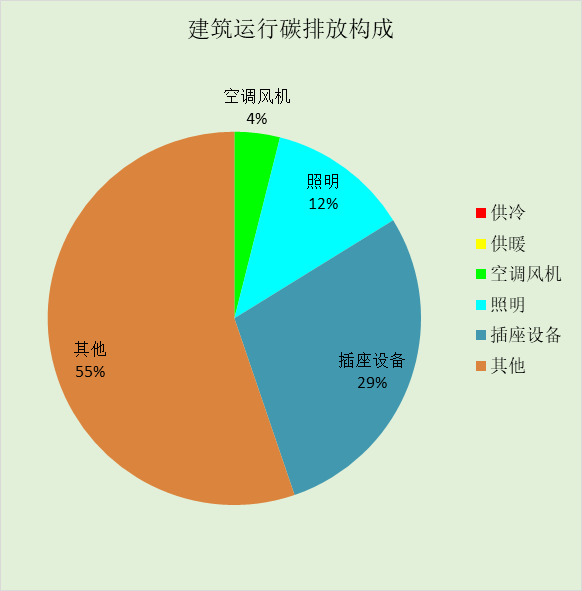 建筑运行碳排放构成
空调风机
4%
照明
12%
插座设备
29%
其他
55%
供冷
供暖
空调风机
照明
插座设备
其他